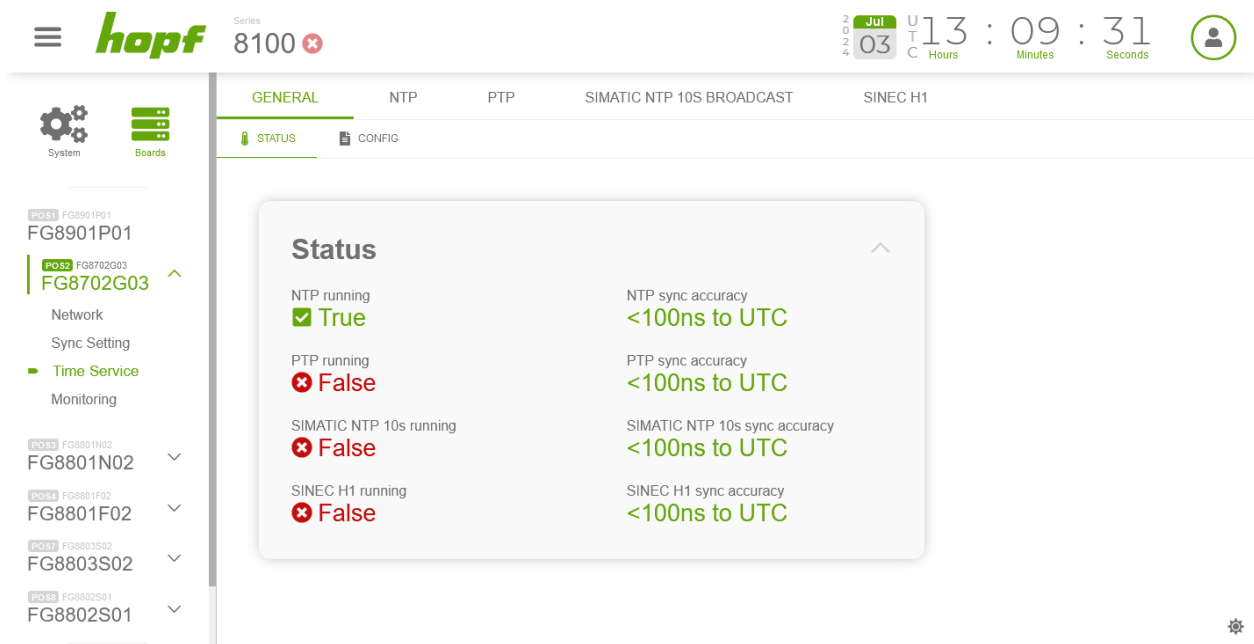 hopf
Series
8100
2024
Jul
03
UTC
13 : 09 : 31
Hours Minutes Seconds
System
Boards
GENERAL NTP PTP SIMATIC NTP 10S BROADCAST SINEC H1
STATUS CONFIG
POS1 FG8901P01
FG8901P01
POS2 FG8702G03
FG8702G03
Network
Sync Setting
Time Service
Monitoring
POS3 FG8801N02
FG8801N02
POS4 FG8801F02
FG8801F02
POS7 FG8803S02
FG8803S02
POS8 FG8802S01
FG8802S01
Status
NTP running NTP sync accuracy
True <100ns to UTC
PTP running PTP sync accuracy
False <100ns to UTC
SIMATIC NTP 10s running SIMATIC NTP 10s sync accuracy
False <100ns to UTC
SINEC H1 running SINEC H1 sync accuracy
False <100ns to UTC